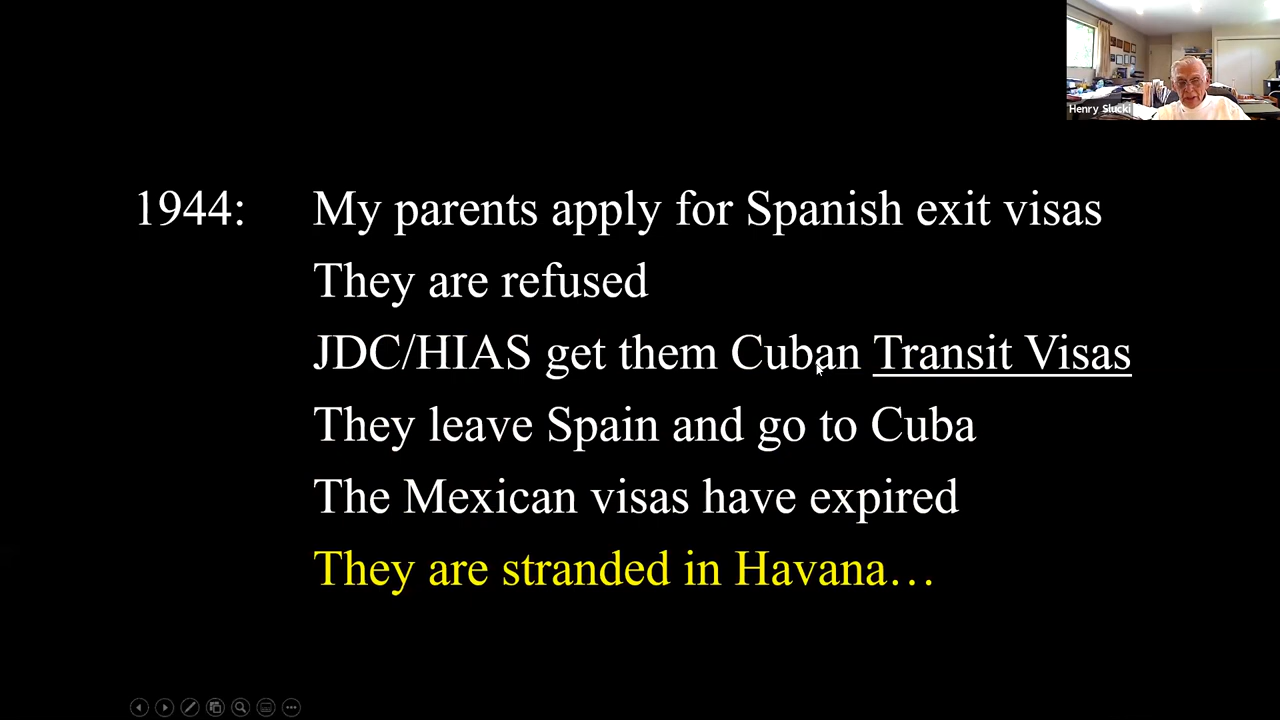 Henry Slucki
1944: My parents apply for Spanish exit visas
They are refused
JDC/HIAS get them Cuban Transit Visas
They leave Spain and go to Cuba
The Mexican visas have expired
They are stranded in Havana…